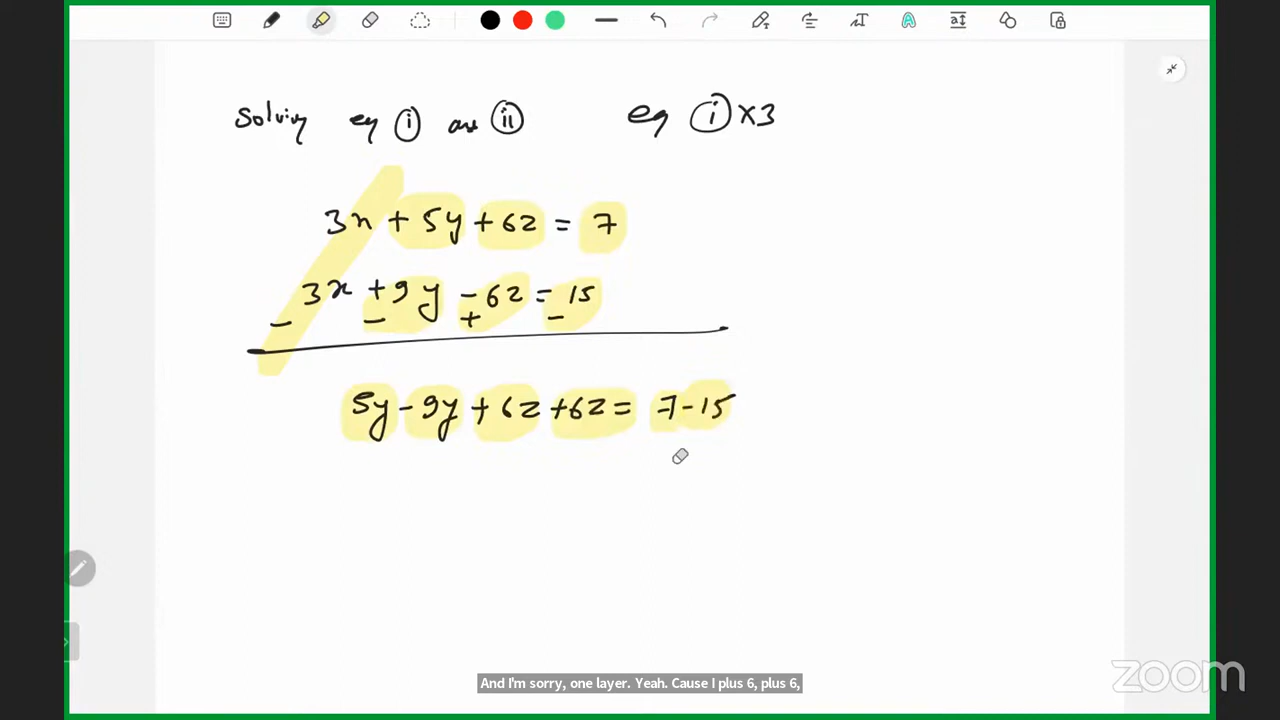 Solving eq (i) and (ii) eq (i) x3
3x + 5y + 6z = 7
3x + 9y - 6z = 15
- - + -
5y - 9y + 6z + 6z = 7 - 15
And I'm sorry, one layer. Yeah. Cause I plus 6, plus 6,
zoom